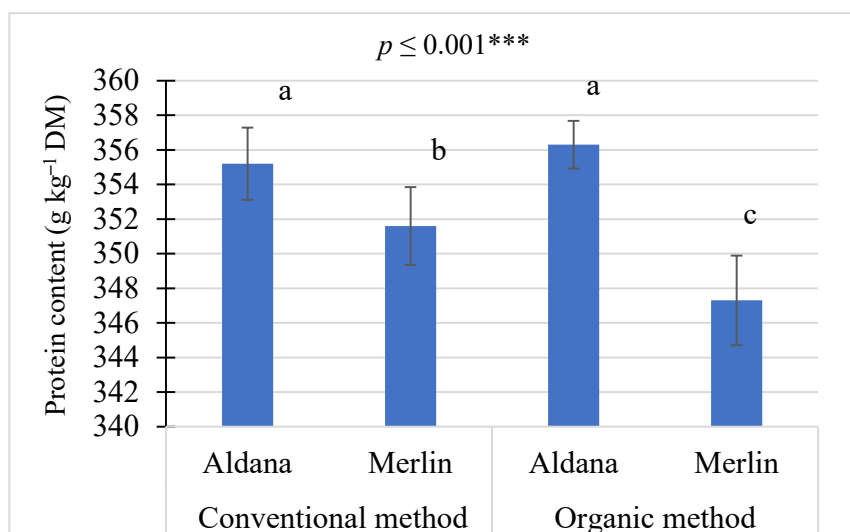 p ≤ 0.001***
Protein content (g kg⁻¹ DM)
360
358
356
354
352
350
348
346
344
342
340
a
b
a
c
Aldana Merlin Aldana Merlin
Conventional method Organic method